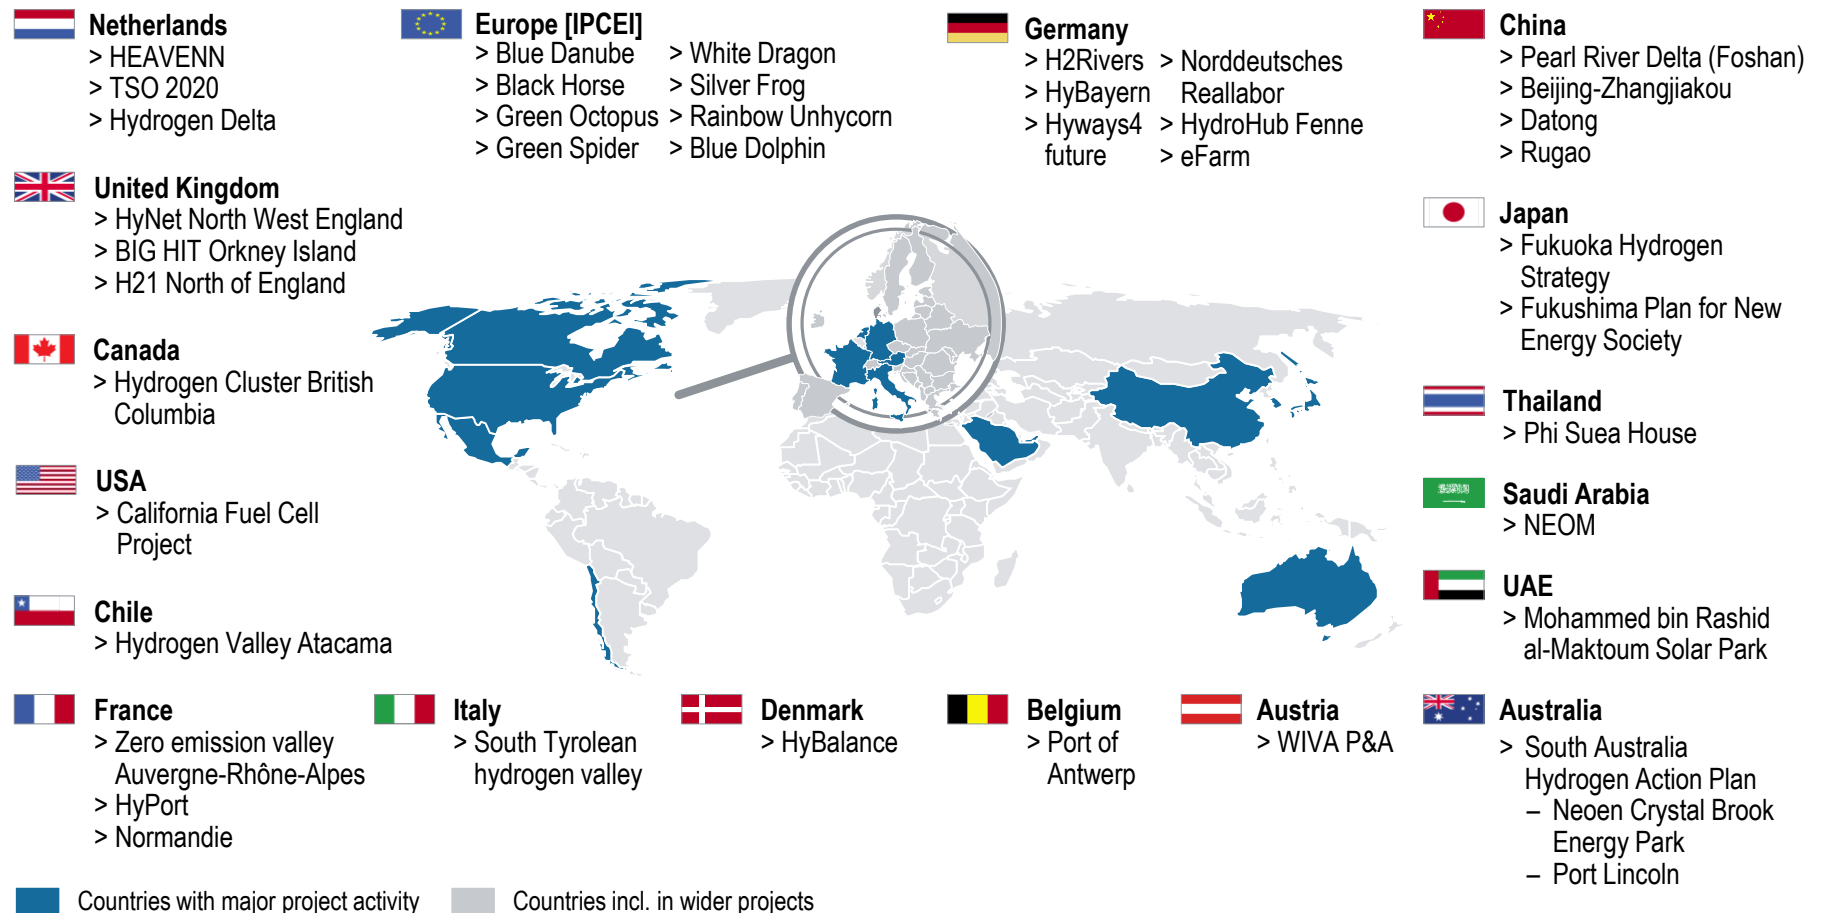 Netherlands
> HEAVENN
> TSO 2020
> Hydrogen Delta
United Kingdom
> HyNet North West England
> BIG HIT Orkney Island
> H21 North of England
Canada
> Hydrogen Cluster British
Columbia
USA
> California Fuel Cell
Project
Chile
> Hydrogen Valley Atacama
France
> Zero emission valley
Auvergne-Rhône-Alpes
> HyPort
> Normandie
Europe [IPCEI]
> Blue Danube
> Black Horse
> Green Octopus
> Green Spider
> White Dragon
> Silver Frog
> Rainbow Unhycorn
> Blue Dolphin
Germany
> H2Rivers
> HyBayern
> Hyways4
future
> Norddeutsches
Reallabor
> HydroHub Fenne
> eFarm
Italy
> South Tyrolean
hydrogen valley
Denmark
> HyBalance
Belgium
> Port of
Antwerp
Austria
> WIVA P&A
China
> Pearl River Delta (Foshan)
> Beijing-Zhangjiakou
> Datong
> Rugao
Japan
> Fukuoka Hydrogen
Strategy
> Fukushima Plan for New
Energy Society
Thailand
> Phi Suea House
Saudi Arabia
> NEOM
UAE
> Mohammed bin Rashid
al-Maktoum Solar Park
Australia
> South Australia
Hydrogen Action Plan
– Neoen Crystal Brook
Energy Park
– Port Lincoln
Countries with major project activity
Countries incl. in wider projects